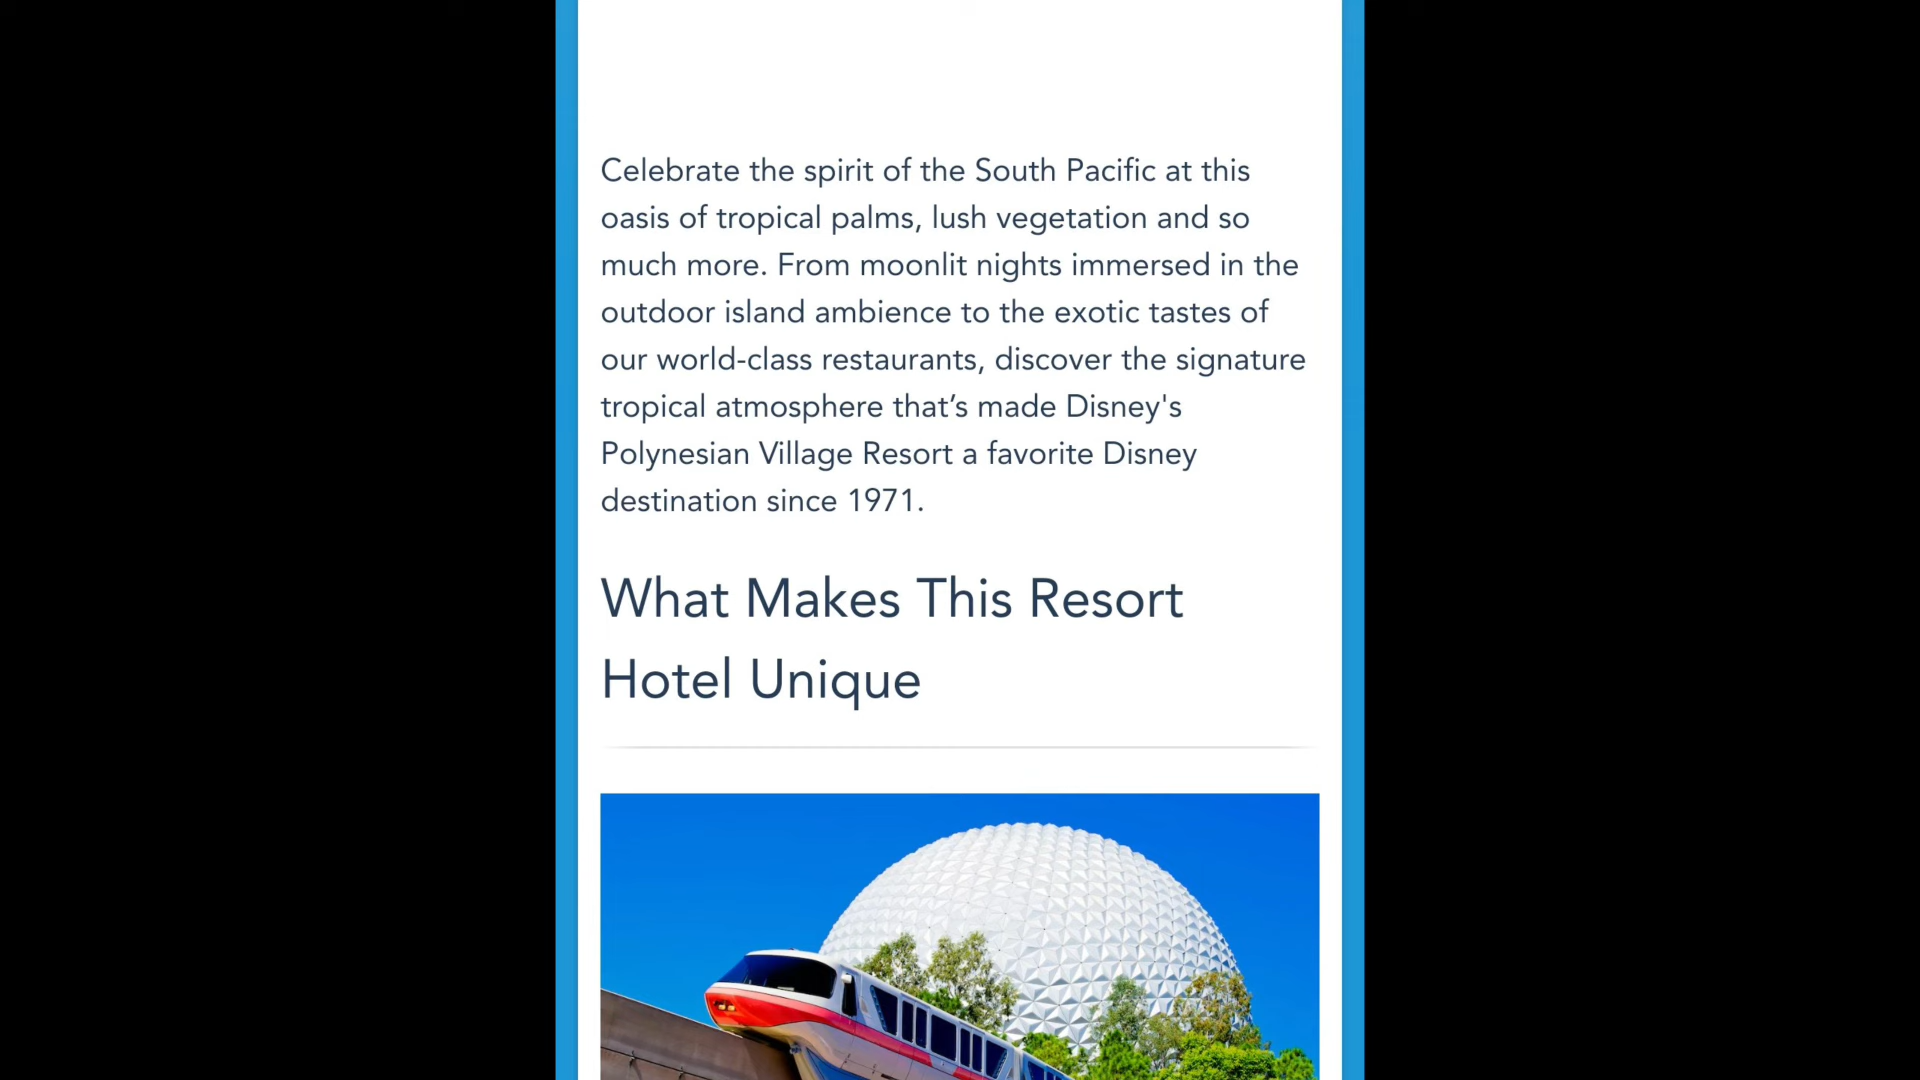 Celebrate the spirit of the South Pacific at this
oasis of tropical palms, lush vegetation and so
much more. From moonlit nights immersed in the
outdoor island ambience to the exotic tastes of
our world-class restaurants, discover the signature
tropical atmosphere that’s made Disney's
Polynesian Village Resort a favorite Disney
destination since 1971.
What Makes This Resort
Hotel Unique